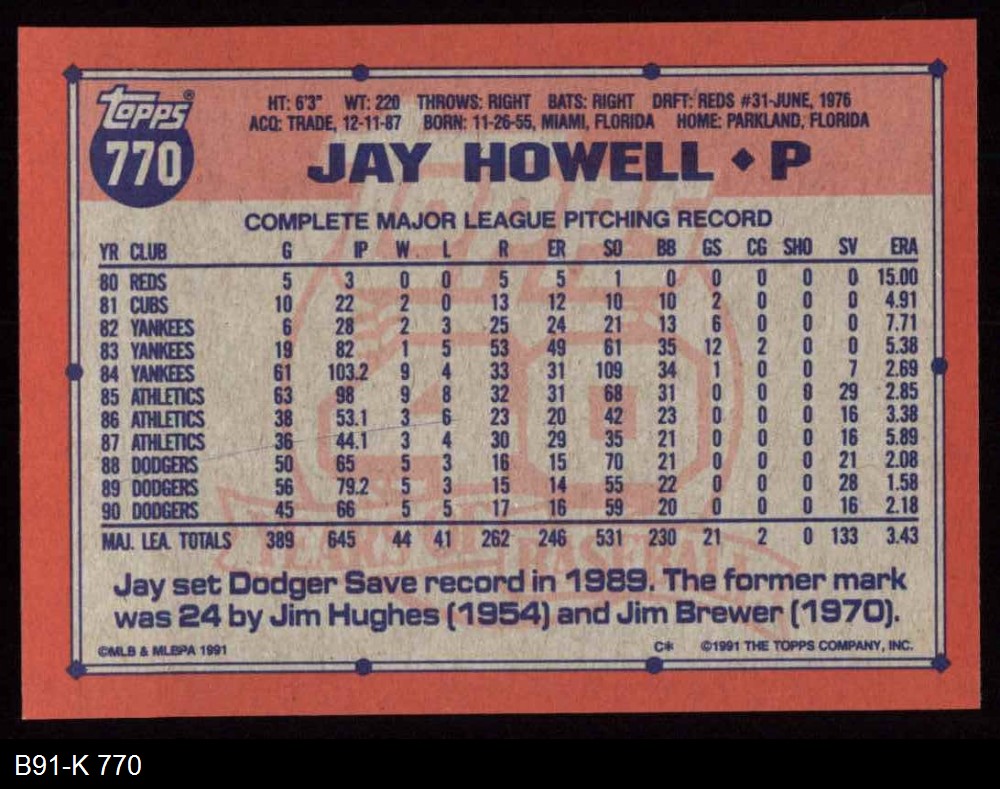 Topps®
770
HT: 6'3" WT: 220 THROWS: RIGHT BATS: RIGHT DRFT: REDS #31-JUNE, 1976
ACQ: TRADE, 12-11-87 BORN: 11-26-55, MIAMI, FLORIDA HOME: PARKLAND, FLORIDA
JAY HOWELL ◆ P
COMPLETE MAJOR LEAGUE PITCHING RECORD
YR CLUB G IP W L R ER SO BB GS CG SHO SV ERA
80 REDS 5 3 0 0 5 5 1 0 0 0 0 0 15.00
81 CUBS 10 22 2 0 13 12 10 10 2 0 0 0 4.91
82 YANKEES 6 28 2 3 25 24 21 13 6 0 0 0 7.71
83 YANKEES 19 82 1 5 53 49 61 35 12 2 0 0 5.38
84 YANKEES 61 103.2 9 4 33 31 109 34 1 0 0 7 2.69
85 ATHLETICS 63 98 9 8 32 31 68 31 0 0 0 29 2.85
86 ATHLETICS 38 53.1 3 6 23 20 42 23 0 0 0 16 3.38
87 ATHLETICS 36 44.1 3 4 30 29 35 21 0 0 0 16 5.89
88 DODGERS 50 65 5 3 16 15 70 21 0 0 0 21 2.08
89 DODGERS 56 79.2 5 3 15 14 55 22 0 0 0 28 1.58
90 DODGERS 45 66 5 5 17 16 59 20 0 0 0 16 2.18
MAJ. LEA. TOTALS 389 645 44 41 262 246 531 230 21 2 0 133 3.43
Topps
40
YEARS OF BASEBALL
Jay set Dodger Save record in 1989. The former mark
was 24 by Jim Hughes (1954) and Jim Brewer (1970).
©MLB & MLBPA 1991 C* ©1991 THE TOPPS COMPANY, INC.
B91-K 770